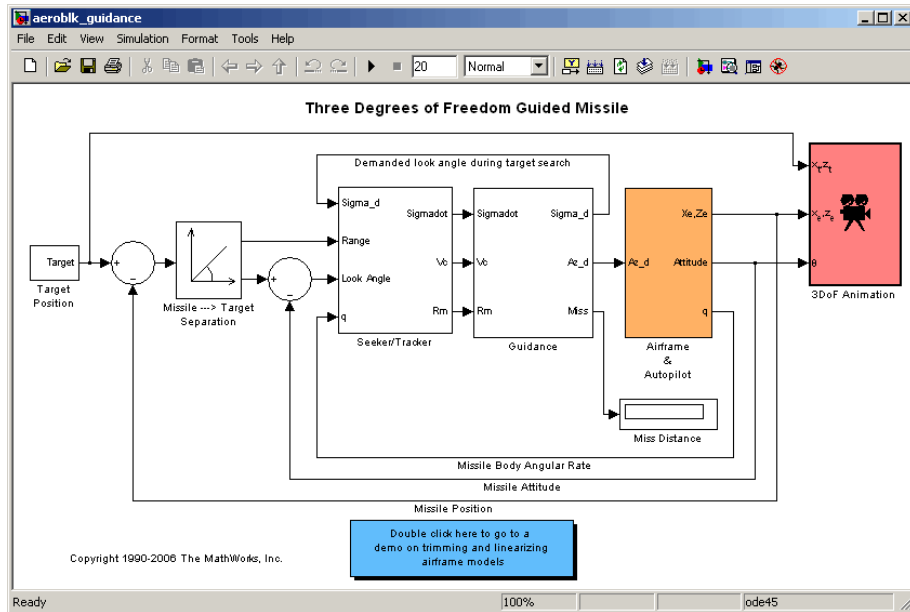 aeroblk_guidance
File Edit View Simulation Format Tools Help
20 Normal
Three Degrees of Freedom Guided Missile
Demanded look angle during target search
Sigma_d
Range
Look Angle
q
Sigmadot
Vc
Rm
Seeker/Tracker
Sigmadot
Vc
Rm
Sigma_d
Az_d
Miss
Guidance
Az_d
Xe,Ze
Attitude
q
Airframe
&
Autopilot
xt,zt
xe,ze
θ
3DoF Animation
Target
Target
Position
+
−
Missile ---> Target
Separation
+
−
Miss Distance
Missile Body Angular Rate
Missile Attitude
Missile Position
Double click here to go to a
demo on trimming and linearizing
airframe models
Copyright 1990-2006 The MathWorks, Inc.
Ready 100% ode45